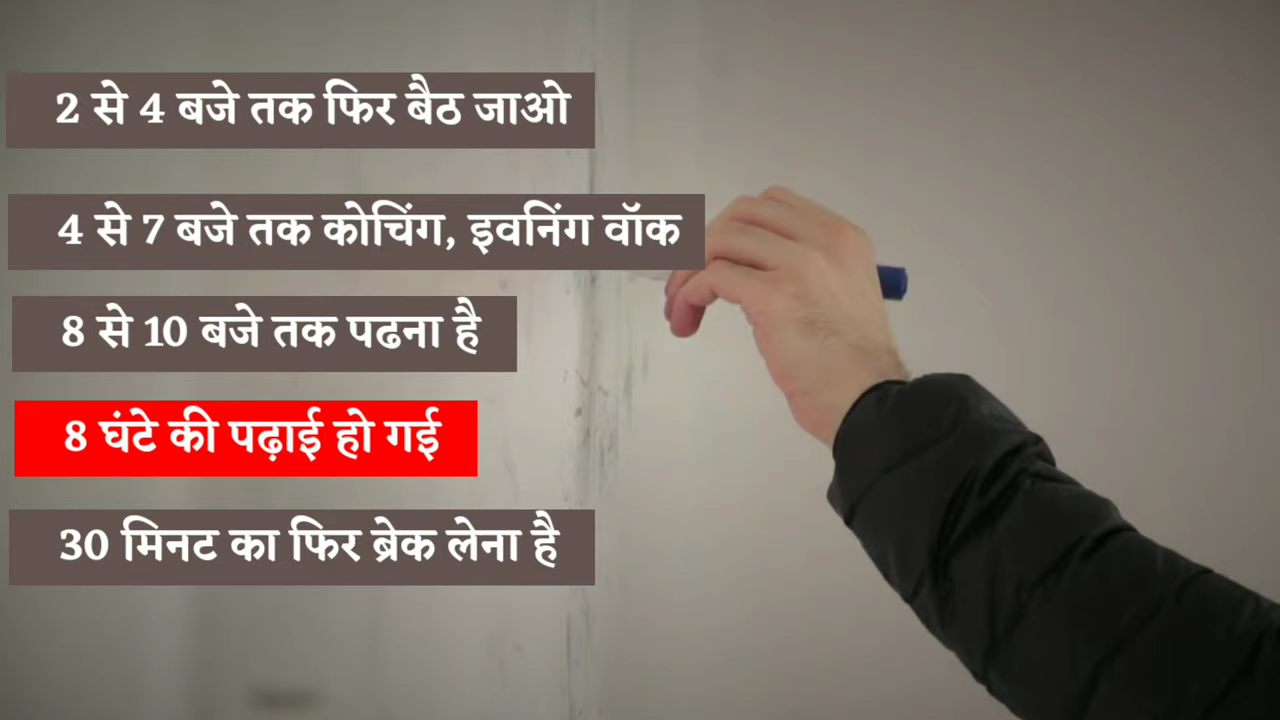 2 से 4 बजे तक फिर बैठ जाओ
4 से 7 बजे तक कोचिंग, इवनिंग वॉक
8 से 10 बजे तक पढना है
8 घंटे की पढ़ाई हो गई
30 मिनट का फिर ब्रेक लेना है